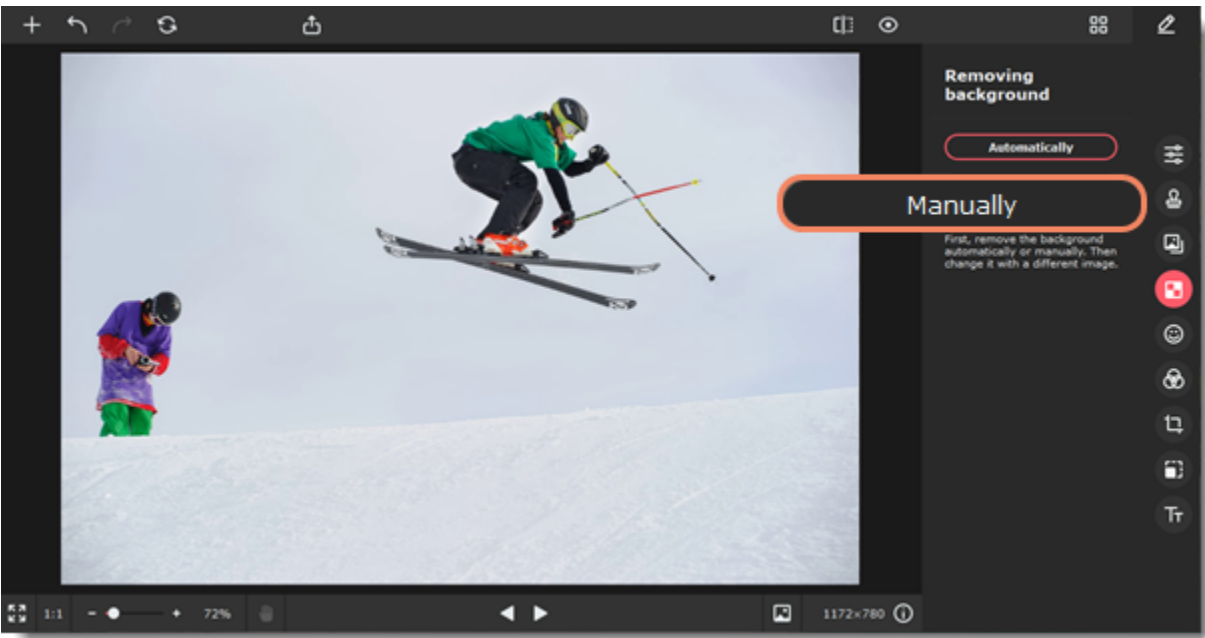 Removing
background
Automatically
Manually
First, remove the background
automatically or manually. Then
change it with a different image.
Tт
1:1
72%
1172×780